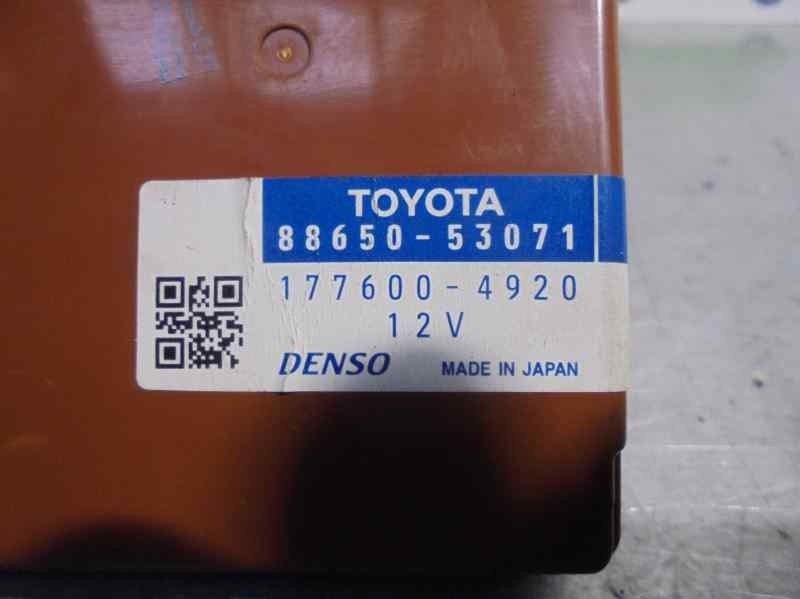 TOYOTA
88650-53071
177600-4920
12V
DENSO MADE IN JAPAN